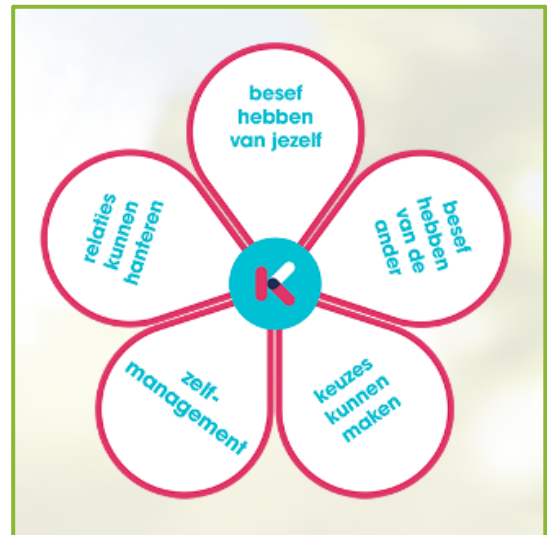 besef
hebben
van jezelf
besef
hebben
van de
ander
keuzes
kunnen
maken
zelf-
management
relaties
kunnen
hanteren
K